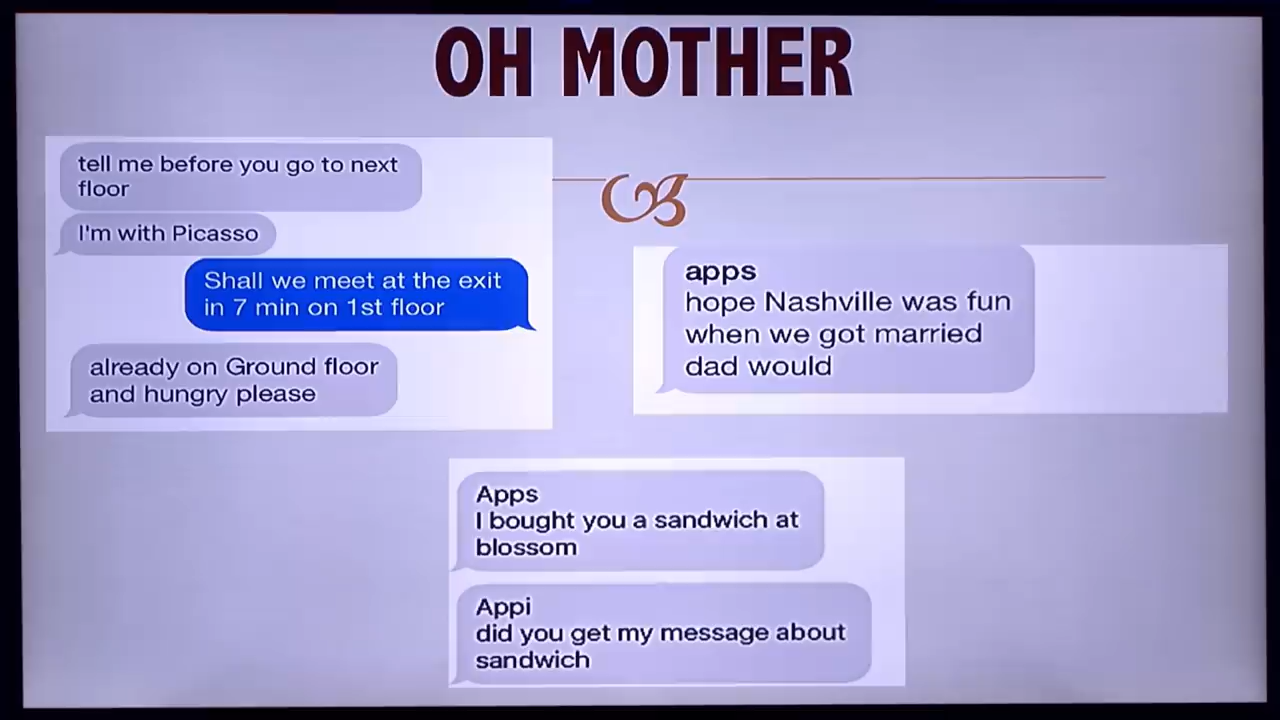 OH MOTHER
tell me before you go to next
floor
I'm with Picasso
Shall we meet at the exit
in 7 min on 1st floor
already on Ground floor
and hungry please
apps
hope Nashville was fun
when we got married
dad would
Apps
I bought you a sandwich at
blossom
Appi
did you get my message about
sandwich